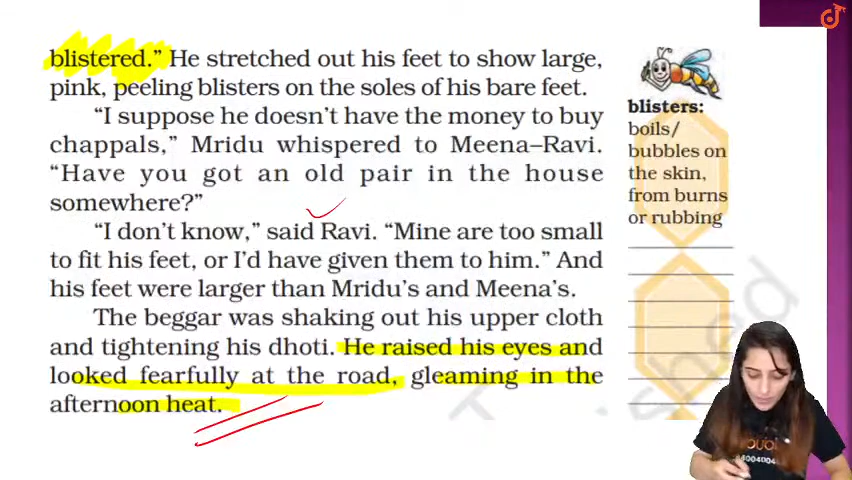 blistered.” He stretched out his feet to show large,
pink, peeling blisters on the soles of his bare feet.
“I suppose he doesn’t have the money to buy
chappals,” Mridu whispered to Meena–Ravi.
“Have you got an old pair in the house
somewhere?”
“I don’t know,” said Ravi. “Mine are too small
to fit his feet, or I’d have given them to him.” And
his feet were larger than Mridu’s and Meena’s.
The beggar was shaking out his upper cloth
and tightening his dhoti. He raised his eyes and
looked fearfully at the road, gleaming in the
afternoon heat.
blisters:
boils/
bubbles on
the skin,
from burns
or rubbing